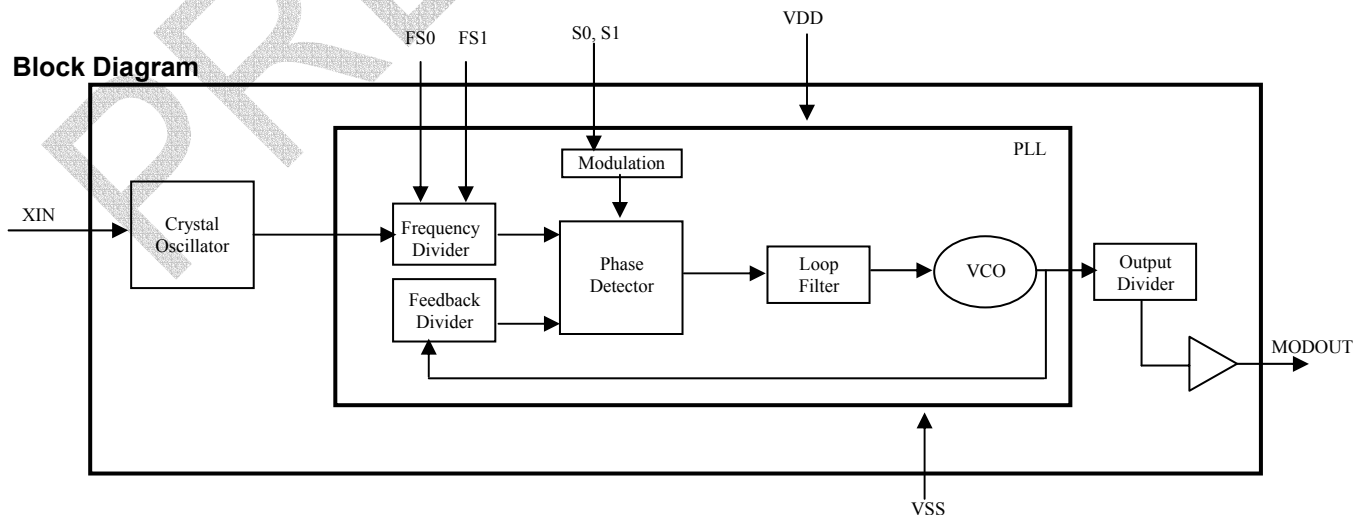 VDD
FS0 FS1 S0, S1
Block Diagram
PLL
Modulation
XIN
Crystal
Oscillator
Frequency
Divider
Phase
Detector
Loop
Filter
VCO
Output
Divider
Feedback
Divider
MODOUT
VSS
PRE